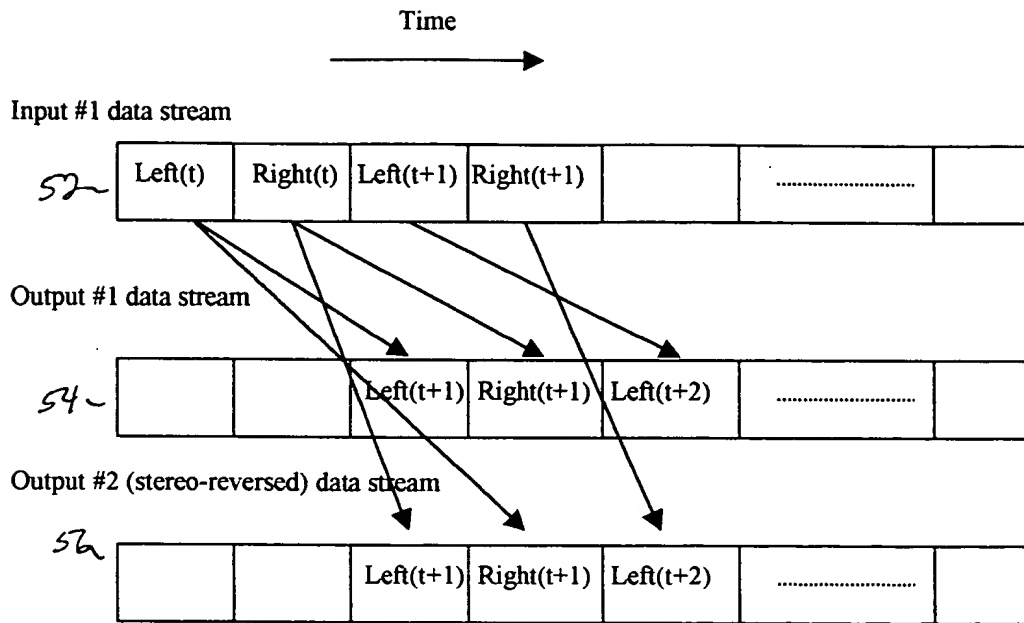 Time
Input #1 data stream
52 Left(t) Right(t) Left(t+1) Right(t+1) ........................
Output #1 data stream
54 Left(t+1) Right(t+1) Left(t+2) ........................
Output #2 (stereo-reversed) data stream
56 Left(t+1) Right(t+1) Left(t+2) ........................